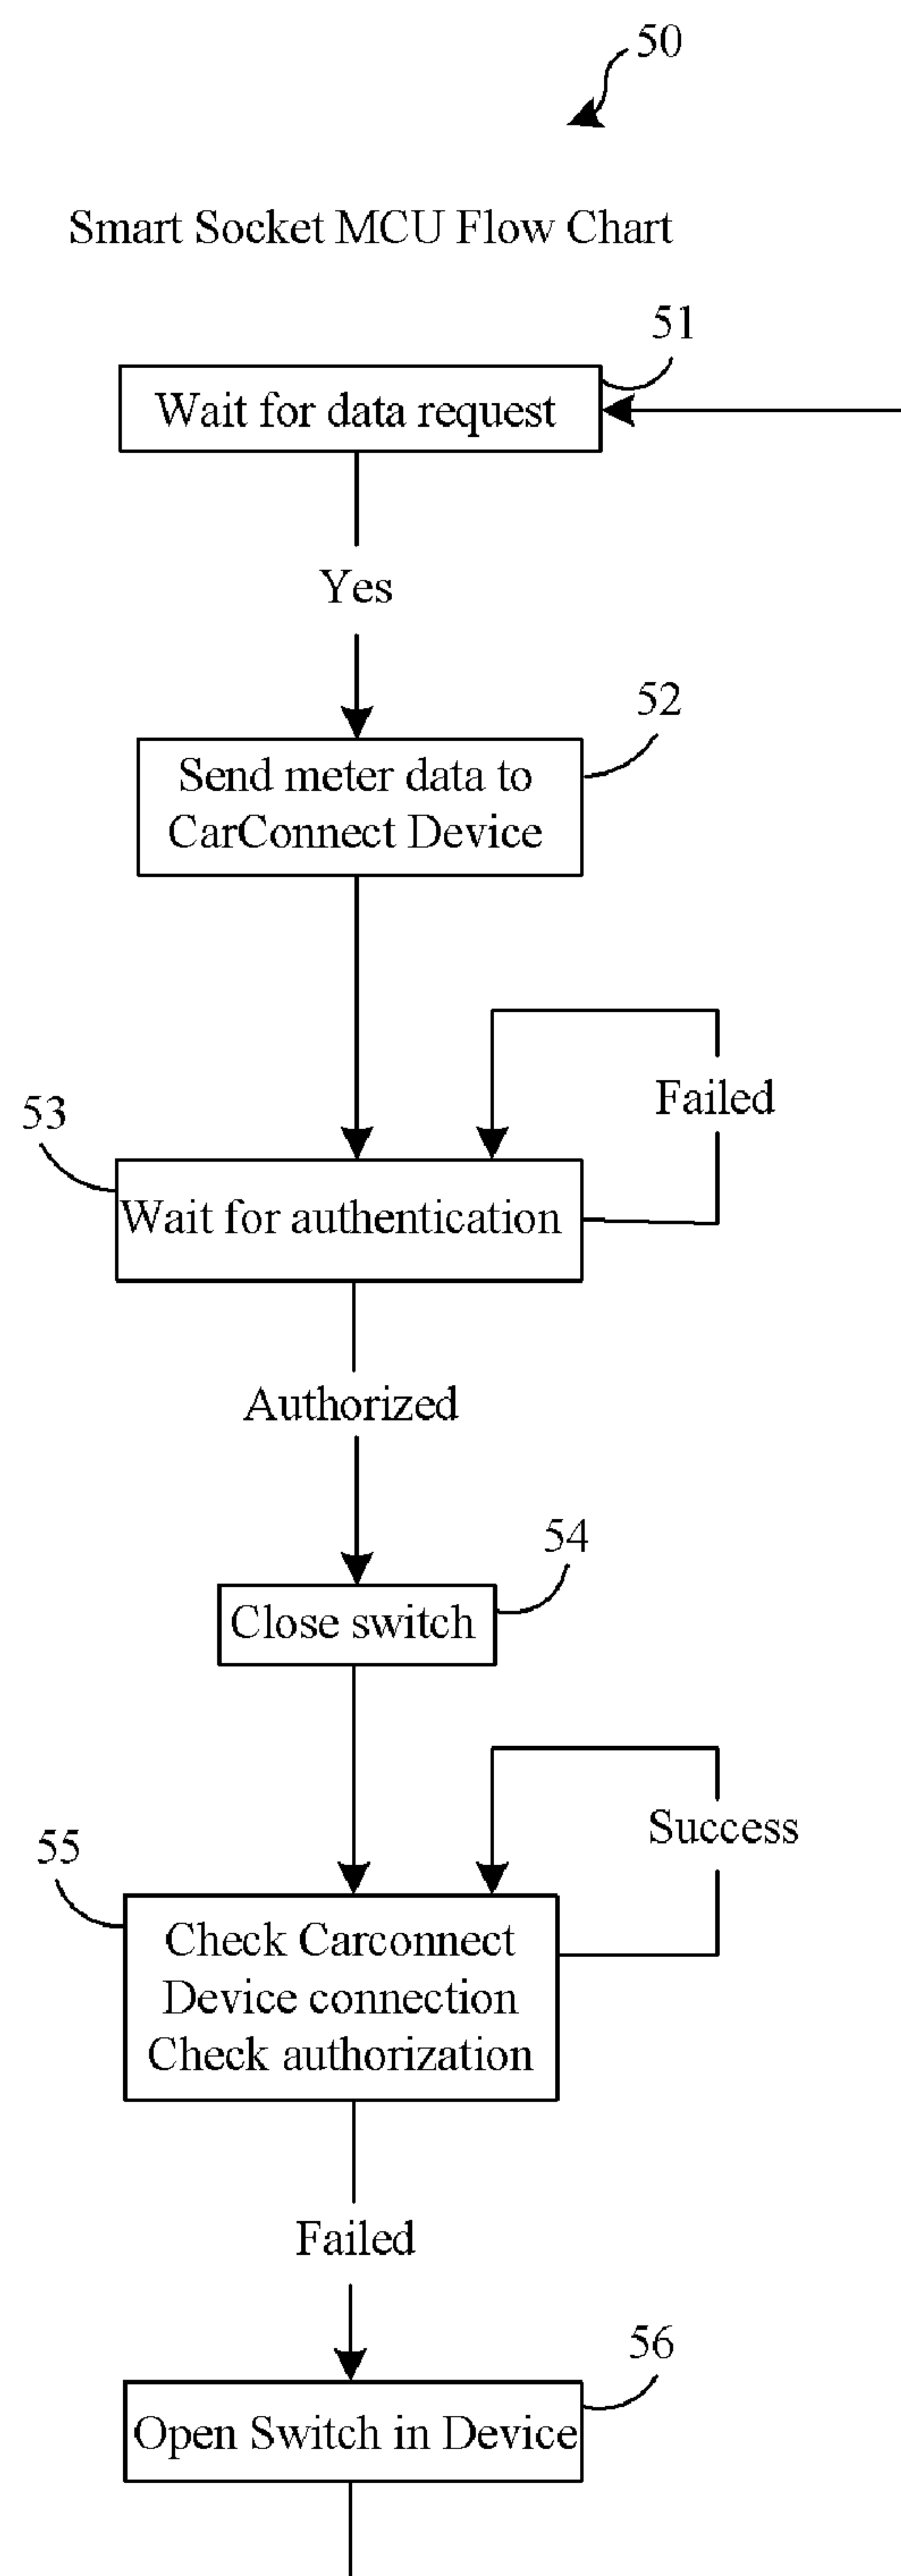 50
Smart Socket MCU Flow Chart
51
Wait for data request
Yes
52
Send meter data to
CarConnect Device
Failed
53
Wait for authentication
Authorized
54
Close switch
Success
55
Check Carconnect
Device connection
Check authorization
Failed
56
Open Switch in Device